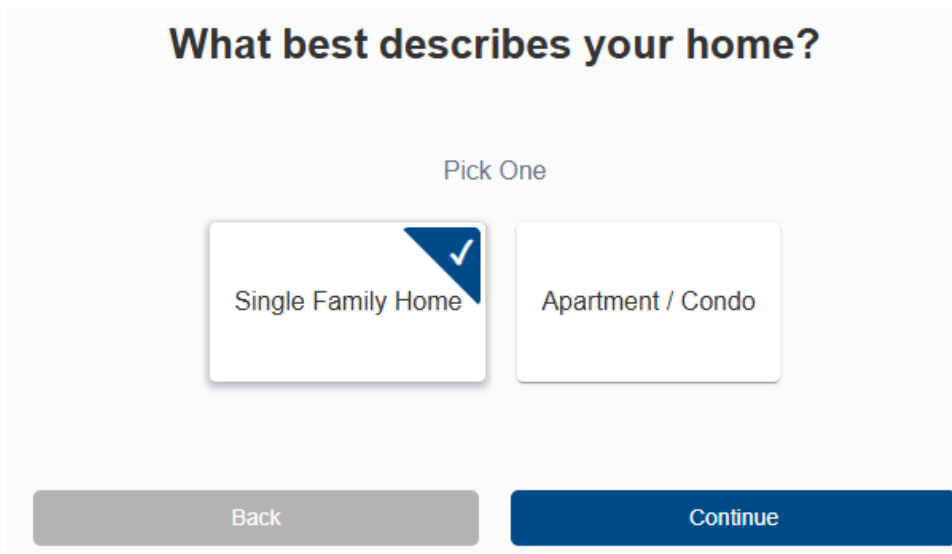 What best describes your home?
Pick One
Single Family Home
Apartment / Condo
Back
Continue